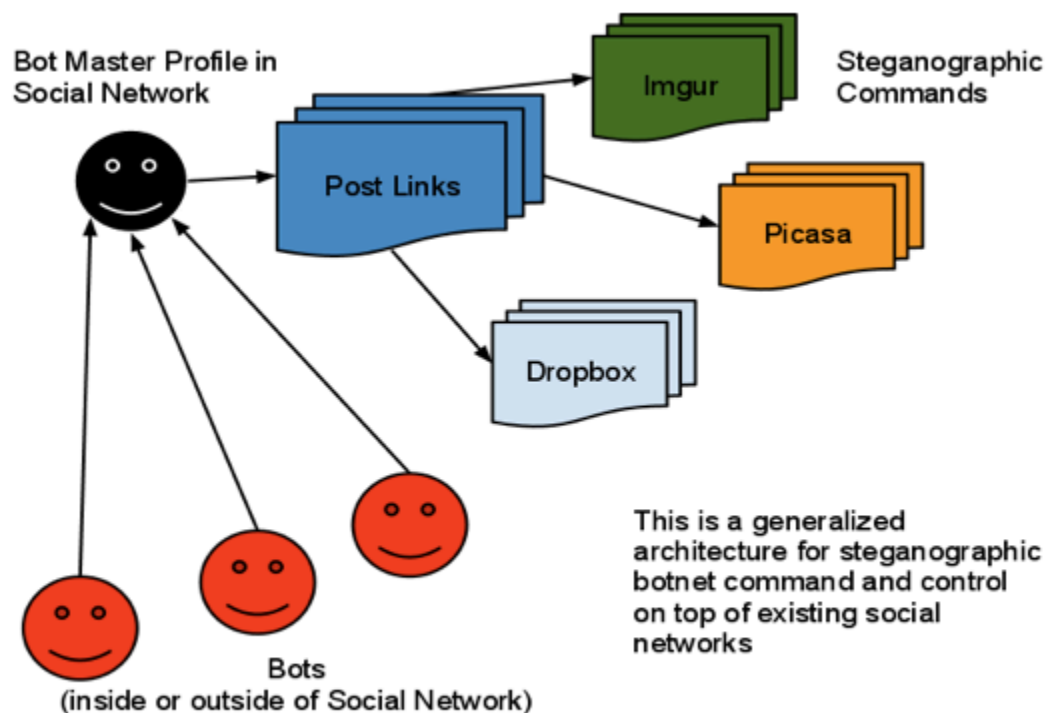 Bot Master Profile in
Social Network
Steganographic
Commands
Imgur
Post Links
Picasa
Dropbox
This is a generalized
architecture for steganographic
botnet command and control
on top of existing social
networks
Bots
(inside or outside of Social Network)